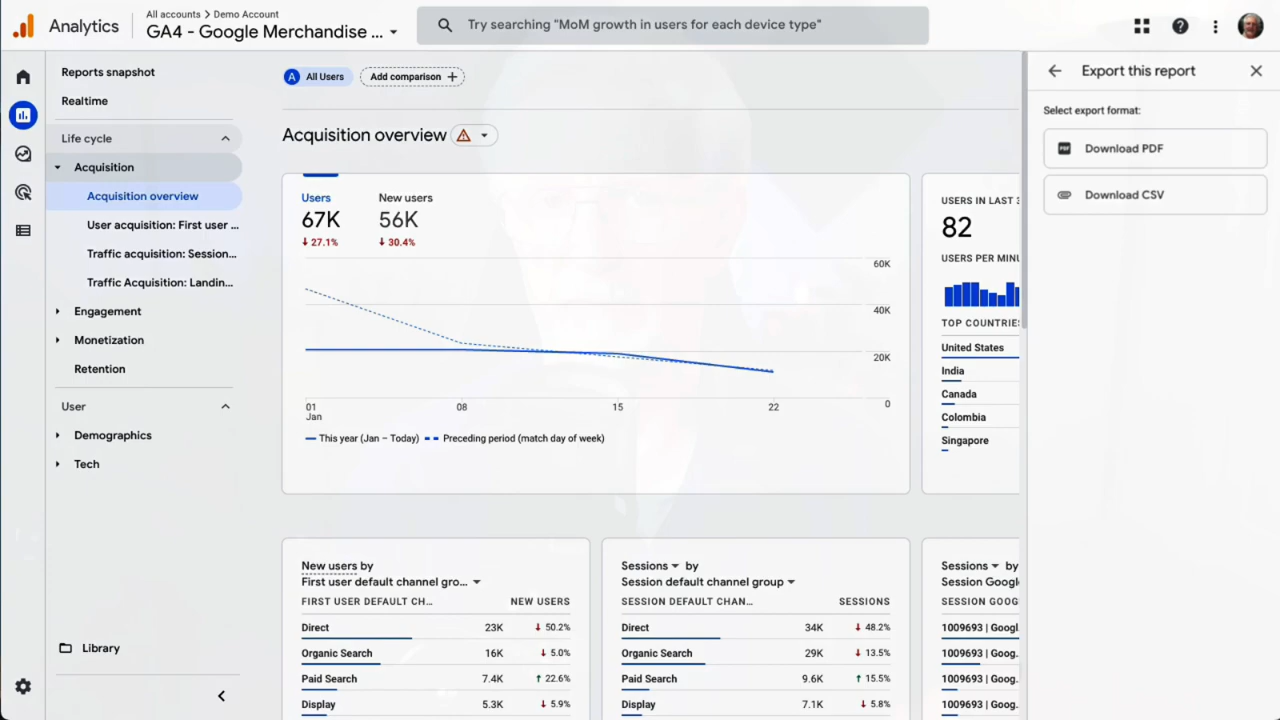 Analytics
All accounts > Demo Account
GA4 - Google Merchandise ...
Try searching "MoM growth in users for each device type"
Reports snapshot
Realtime
Life cycle
Acquisition
Acquisition overview
User acquisition: First user ...
Traffic acquisition: Session...
Traffic Acquisition: Landin...
Engagement
Monetization
Retention
User
Demographics
Tech
Library
A All Users
Add comparison +
Acquisition overview
Users
67K
27.1%
New users
56K
30.4%
60K
40K
20K
0
01 Jan
08
15
22
This year (Jan – Today) Preceding period (match day of week)
USERS IN LAST 3
82
USERS PER MINU
TOP COUNTRIES
United States
India
Canada
Colombia
Singapore
New users by
First user default channel gro...
FIRST USER DEFAULT CH... NEW USERS
Direct 23K 50.2%
Organic Search 16K 5.0%
Paid Search 7.4K 22.6%
Display 5.3K 5.9%
Sessions by
Session default channel group
SESSION DEFAULT CHAN... SESSIONS
Direct 34K 48.2%
Organic Search 29K 13.5%
Paid Search 9.6K 15.5%
Display 7.1K 5.8%
Sessions by
Session Google
SESSION GOOG
1009693 | Googl
1009693 | Goog.
1009693 | Goog.
1009693 | Goog.
Export this report
Select export format:
PDF Download PDF
Download CSV